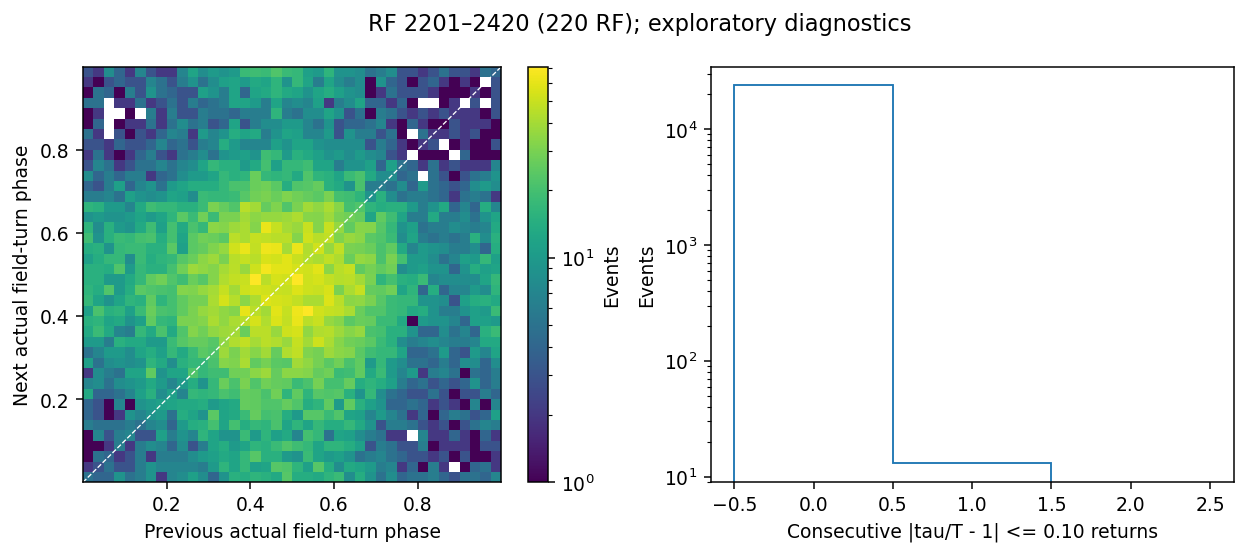 RF 2201–2420 (220 RF); exploratory diagnostics
Next actual field-turn phase
0.8
0.6
0.4
0.2
0.2 0.4 0.6 0.8
Previous actual field-turn phase
10¹
10⁰
Events
Events
10⁴
10³
10²
10¹
−0.5 0.0 0.5 1.0 1.5 2.0 2.5
Consecutive |tau/T - 1| <= 0.10 returns